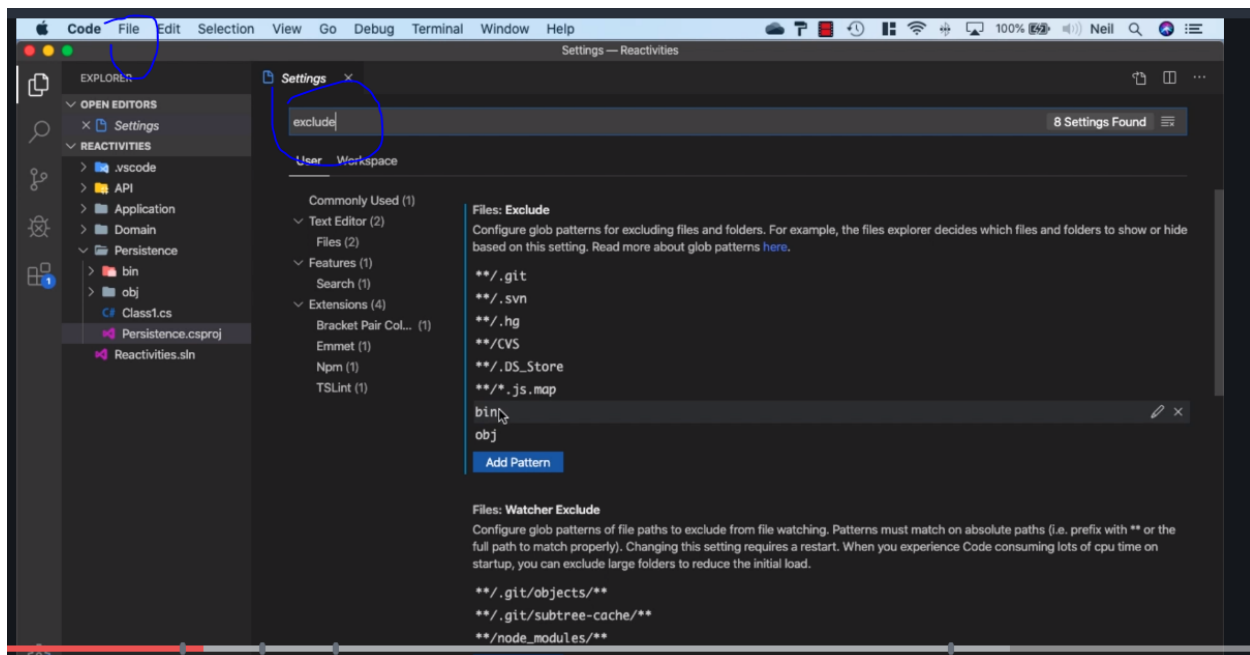 Code File Edit Selection View Go Debug Terminal Window Help 100% Neil
Settings — Reactivities
EXPLORER
Settings
OPEN EDITORS
Settings
exclude
8 Settings Found
REACTIVITIES
User Workspace
.vscode
API
Application
Domain
Persistence
bin
obj
C# Class1.cs
Persistence.csproj
Reactivities.sln
1
Commonly Used (1)
Text Editor (2)
Files (2)
Features (1)
Search (1)
Extensions (4)
Bracket Pair Col... (1)
Emmet (1)
Npm (1)
TSLint (1)
Files: Exclude
Configure glob patterns for excluding files and folders. For example, the files explorer decides which files and folders to show or hide
based on this setting. Read more about glob patterns here.
**/.git
**/.svn
**/.hg
**/CVS
**/.DS_Store
**/*.js.map
bin
obj
Add Pattern
Files: Watcher Exclude
Configure glob patterns of file paths to exclude from file watching. Patterns must match on absolute paths (i.e. prefix with ** or the
full path to match properly). Changing this setting requires a restart. When you experience Code consuming lots of cpu time on
startup, you can exclude large folders to reduce the initial load.
**/.git/objects/**
**/.git/subtree-cache/**
**/node_modules/**